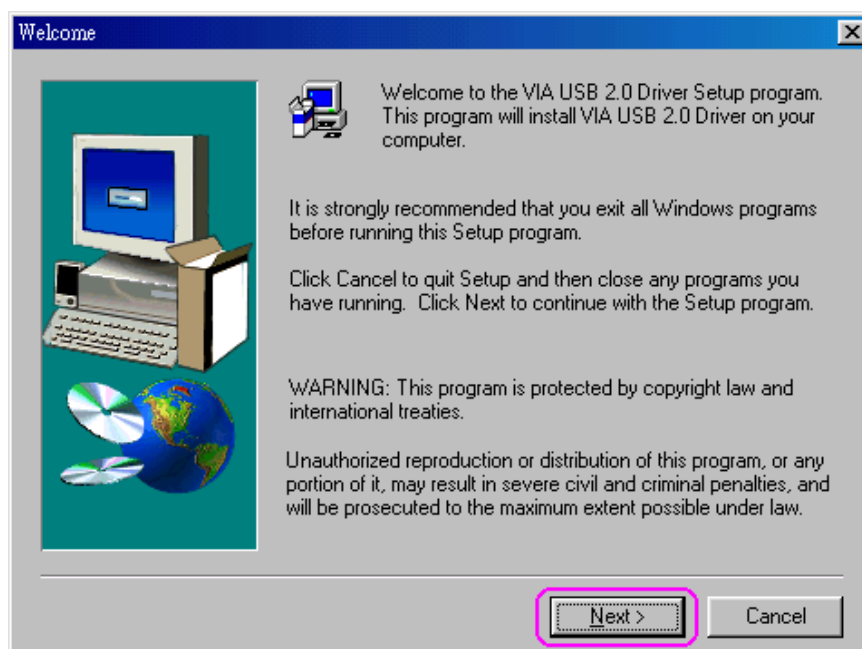 Welcome
Welcome to the VIA USB 2.0 Driver Setup program.
This program will install VIA USB 2.0 Driver on your
computer.
It is strongly recommended that you exit all Windows programs
before running this Setup program.
Click Cancel to quit Setup and then close any programs you
have running. Click Next to continue with the Setup program.
WARNING: This program is protected by copyright law and
international treaties.
Unauthorized reproduction or distribution of this program, or any
portion of it, may result in severe civil and criminal penalties, and
will be prosecuted to the maximum extent possible under law.
Next >
Cancel